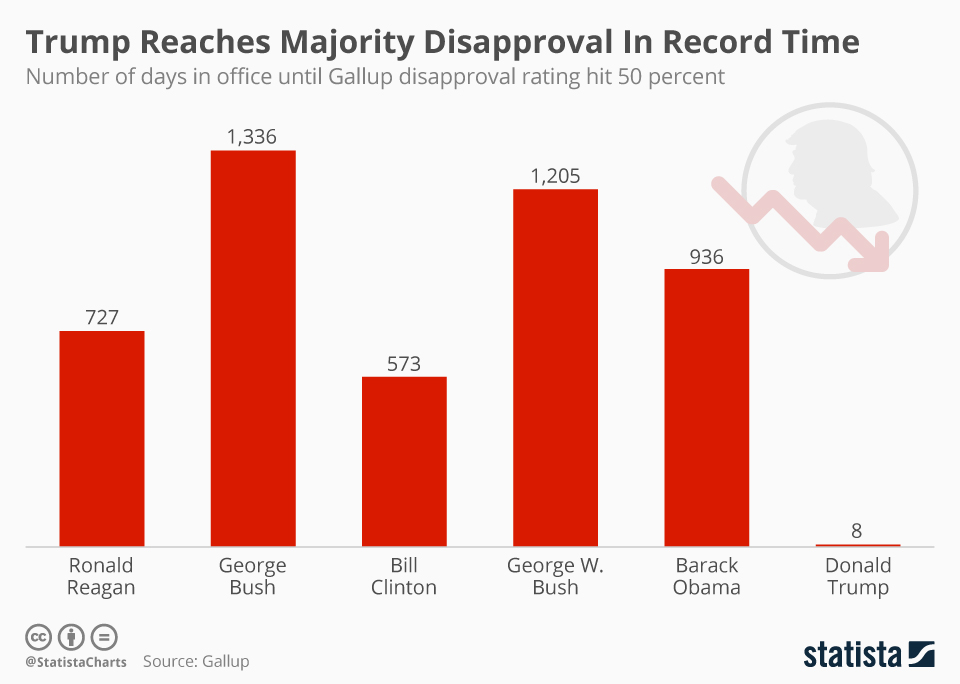 Trump Reaches Majority Disapproval In Record Time
Number of days in office until Gallup disapproval rating hit 50 percent
727
1,336
573
1,205
936
8
Ronald
Reagan
George
Bush
Bill
Clinton
George W.
Bush
Barack
Obama
Donald
Trump
cc
@StatistaCharts
Source: Gallup
statista